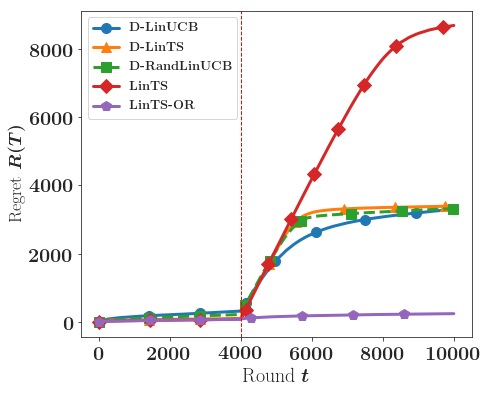 D-LinUCB
D-LinTS
D-RandLinUCB
LinTS
LinTS-OR
Regret R(T)
8000
6000
4000
2000
0
0 2000 4000 6000 8000 10000
Round t